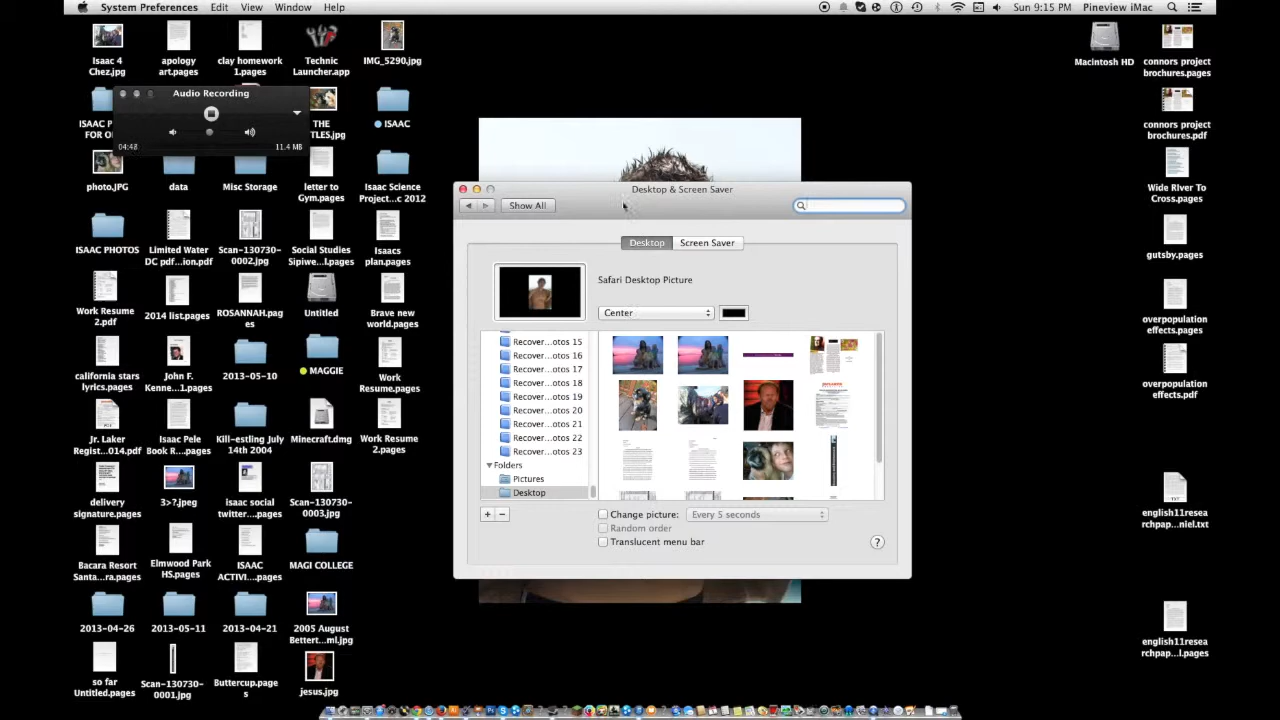 System Preferences Edit View Window Help
Sun 9:15 PM Pineview iMac
Isaac 4
Chez.jpg
apology
art.pages
clay homework
1.pages
Technic
Launcher.app
IMG_5290.jpg
Macintosh HD
connors project
brochures.pages
Audio Recording
04:48
11.4 MB
ISAAC P
FOR O
THE
TLES.jpg
ISAAC
connors project
brochures.pdf
photo.JPG
data
Misc Storage
letter to
Gym.pages
Isaac Science
Project...c 2012
Wide River To
Cross.pages
Desktop & Screen Saver
Show All
Desktop
Screen Saver
Safari Desktop Picture
Center
Recover...otos 15
Recover...otos 16
Recover...otos 17
Recover...otos 18
Recover...otos 19
Recover...otos 20
Recover...otos 21
Recover...otos 22
Recover...otos 23
Folders
Pictures
Desktop
+ −
Change picture:
Every 5 seconds
Random order
Translucent menu bar
?
ISAAC PHOTOS
Limited Water
DC pdf...ion.pdf
Scan-130730-
0002.jpg
Social Studies
Sipiwe...l.pages
Isaacs
plan.pages
gutsby.pages
Work Resume
2.pdf
2014 list.pages
ROSANNAH.pag
es
Untitled
Brave new
world.pages
overpopulation
effects.pages
california stars
lyrics.pages
John F.
Kenne...1.pages
2013-05-10
MAGGIE
Work
Resume.pages
overpopulation
effects.pdf
Jr. Laker
Regist...014.pdf
Isaac Pele
Book R...pages
Kill-estling July
14th 2004
Minecraft.dmg
Work Resume
2.pages
delivery
signature.pages
3>?.jpeg
isaac social
twitter....pages
Scan-130730-
0003.jpg
english11resea
rchpap...niel.txt
Bacara Resort
Santa...ra.pages
Elmwood Park
HS.pages
ISAAC
ACTIVI....pages
MAGI COLLEGE
2013-04-26
2013-05-11
2013-04-21
2005 August
Bettert...ml.jpg
english11resea
rchpap...l.pages
so far
Untitled.pages
Scan-130730-
0001.jpg
Buttercup.page
s
jesus.jpg